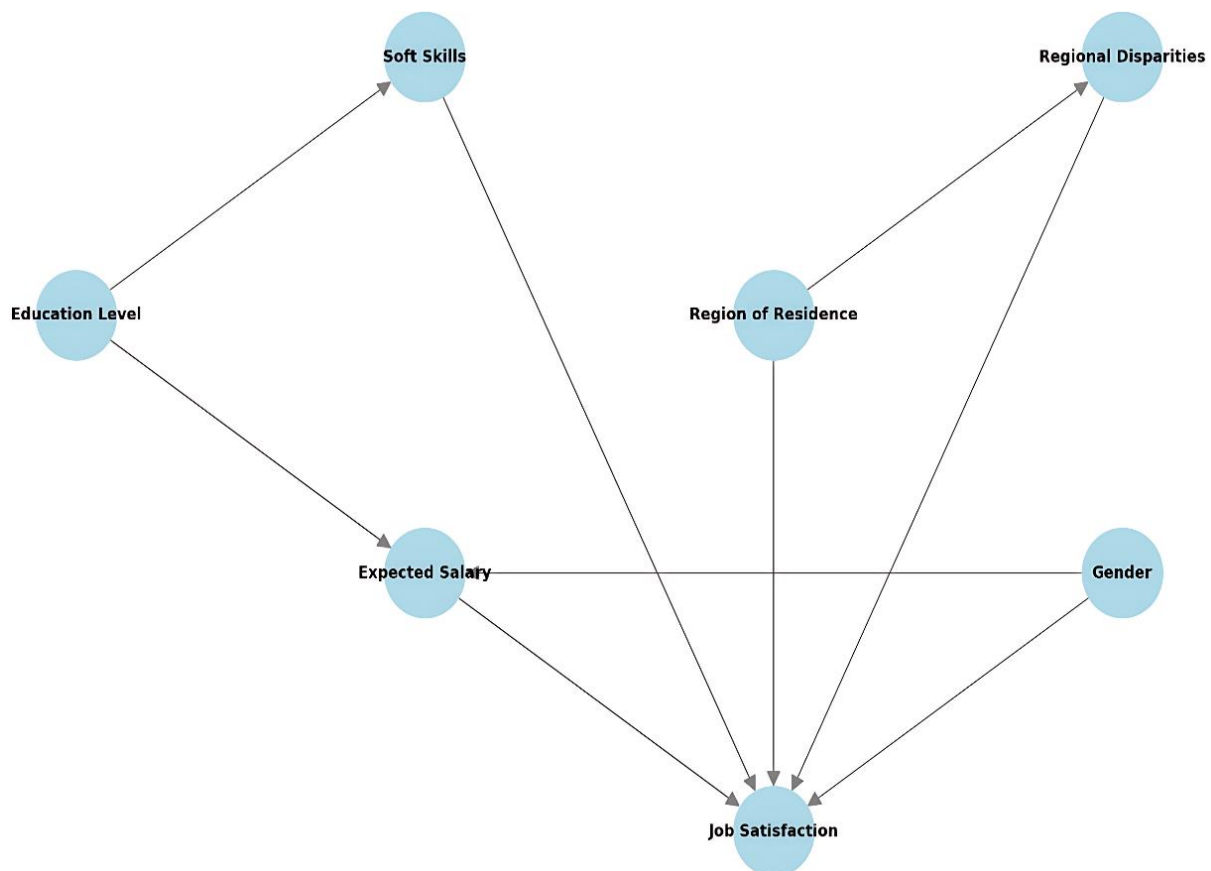 Soft Skills
Regional Disparities
Education Level
Region of Residence
Expected Salary
Gender
Job Satisfaction